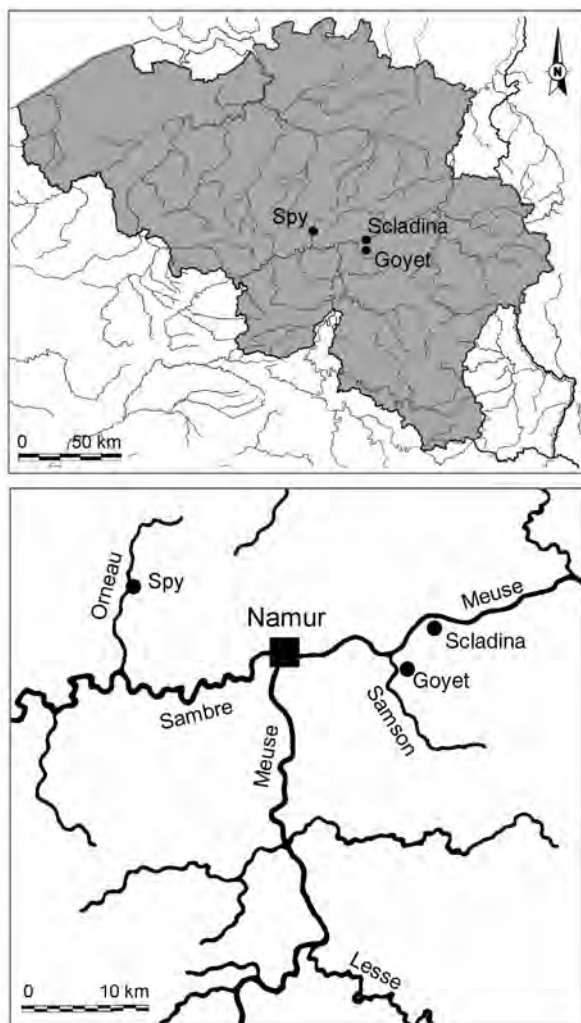 N
Spy
Scladina
Goyet
0 50 km
Orneau
Spy
Namur
Meuse
Scladina
Goyet
Samson
Sambre
Meuse
Lesse
0 10 km